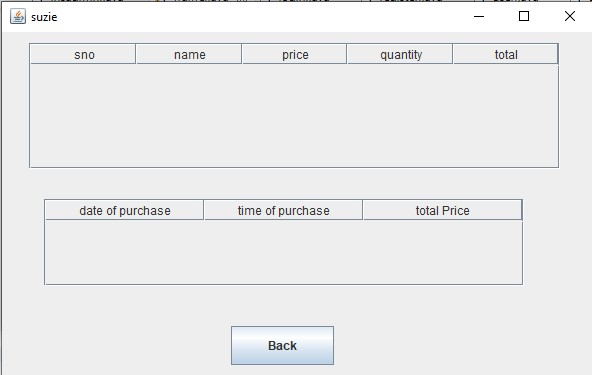 suzie
sno name price quantity total
date of purchase time of purchase total Price
Back